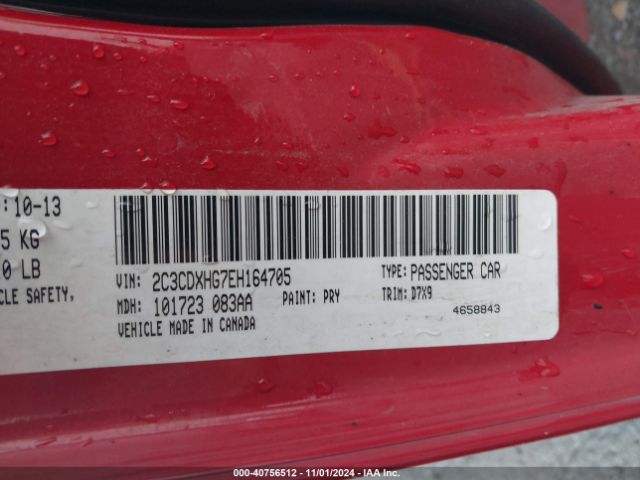 :10-13
5 KG
0 LB
CLE SAFETY,
VIN: 2C3CDXHG7EH164705
TYPE: PASSENGER CAR
MDH: 101723 083AA
PAINT: PRY
TRIM: D7X9
VEHICLE MADE IN CANADA
4658843
000-40756512 - 11/01/2024 - IAA Inc.